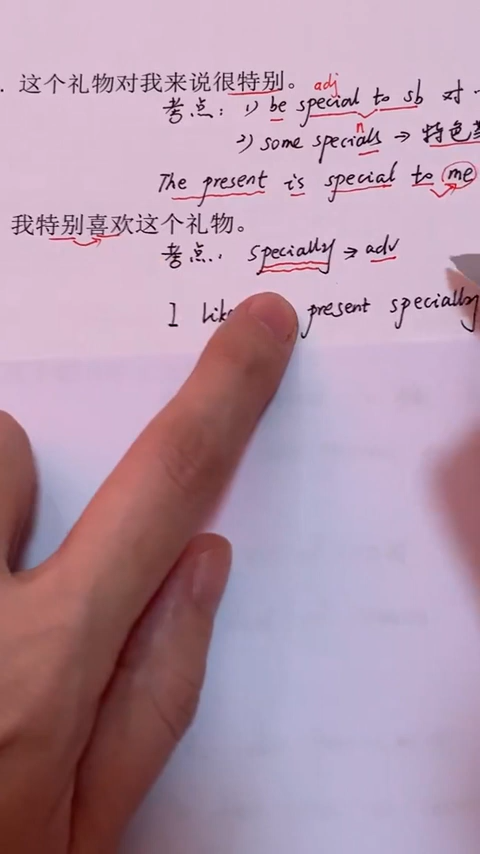 . 这个礼物对我来说很特别。
adj
考点: 1) be special to sb 对
n
2) some specials → 特色
The present is special to me
我特别喜欢这个礼物。
考点: specially → adv
I present specially